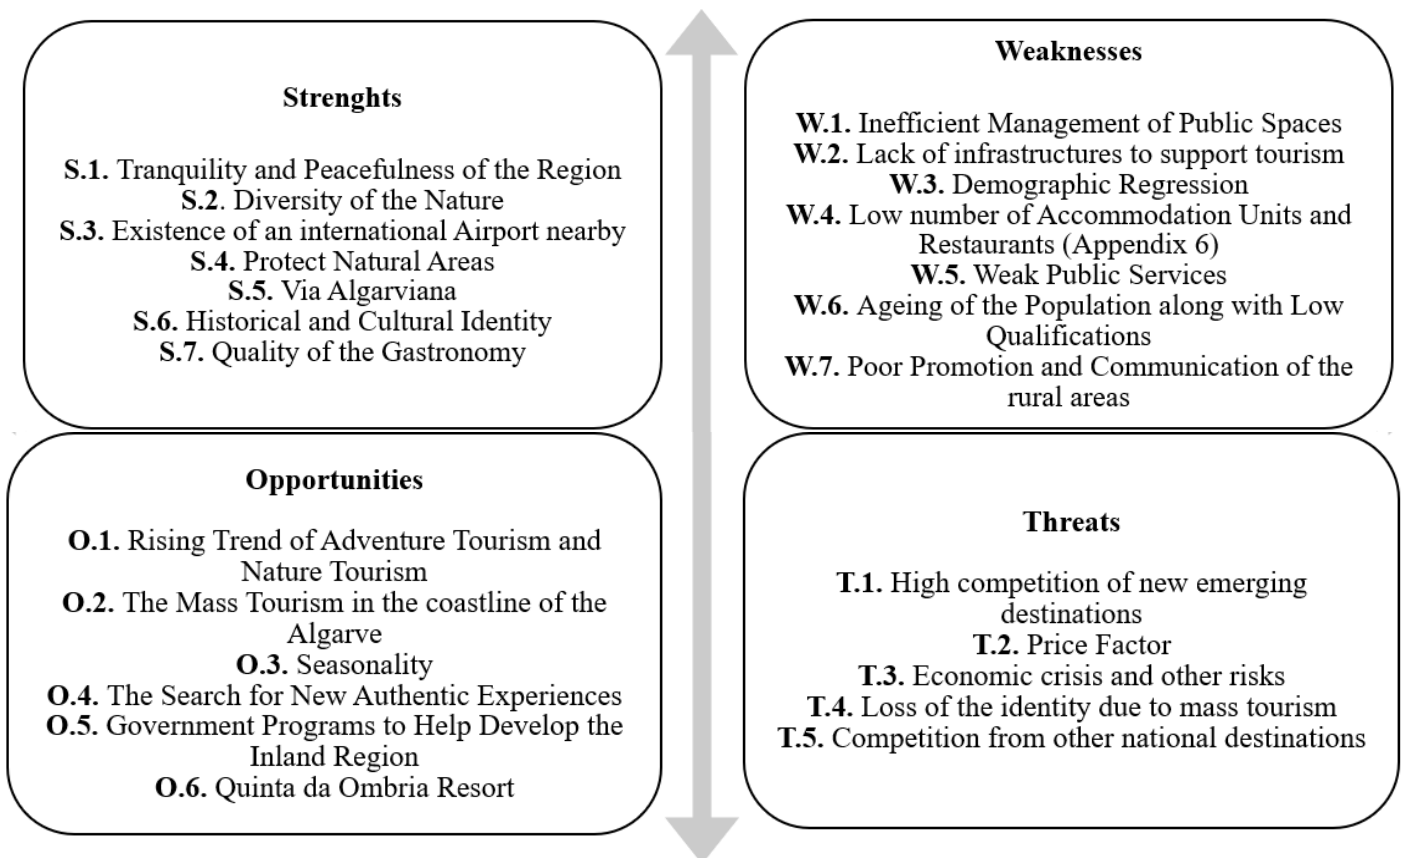 Strenghts
S.1. Tranquility and Peacefulness of the Region
S.2. Diversity of the Nature
S.3. Existence of an international Airport nearby
S.4. Protect Natural Areas
S.5. Via Algarviana
S.6. Historical and Cultural Identity
S.7. Quality of the Gastronomy
Weaknesses
W.1. Inefficient Management of Public Spaces
W.2. Lack of infrastructures to support tourism
W.3. Demographic Regression
W.4. Low number of Accommodation Units and
Restaurants (Appendix 6)
W.5. Weak Public Services
W.6. Ageing of the Population along with Low
Qualifications
W.7. Poor Promotion and Communication of the
rural areas
Opportunities
O.1. Rising Trend of Adventure Tourism and
Nature Tourism
O.2. The Mass Tourism in the coastline of the
Algarve
O.3. Seasonality
O.4. The Search for New Authentic Experiences
O.5. Government Programs to Help Develop the
Inland Region
O.6. Quinta da Ombria Resort
Threats
T.1. High competition of new emerging
destinations
T.2. Price Factor
T.3. Economic crisis and other risks
T.4. Loss of the identity due to mass tourism
T.5. Competition from other national destinations